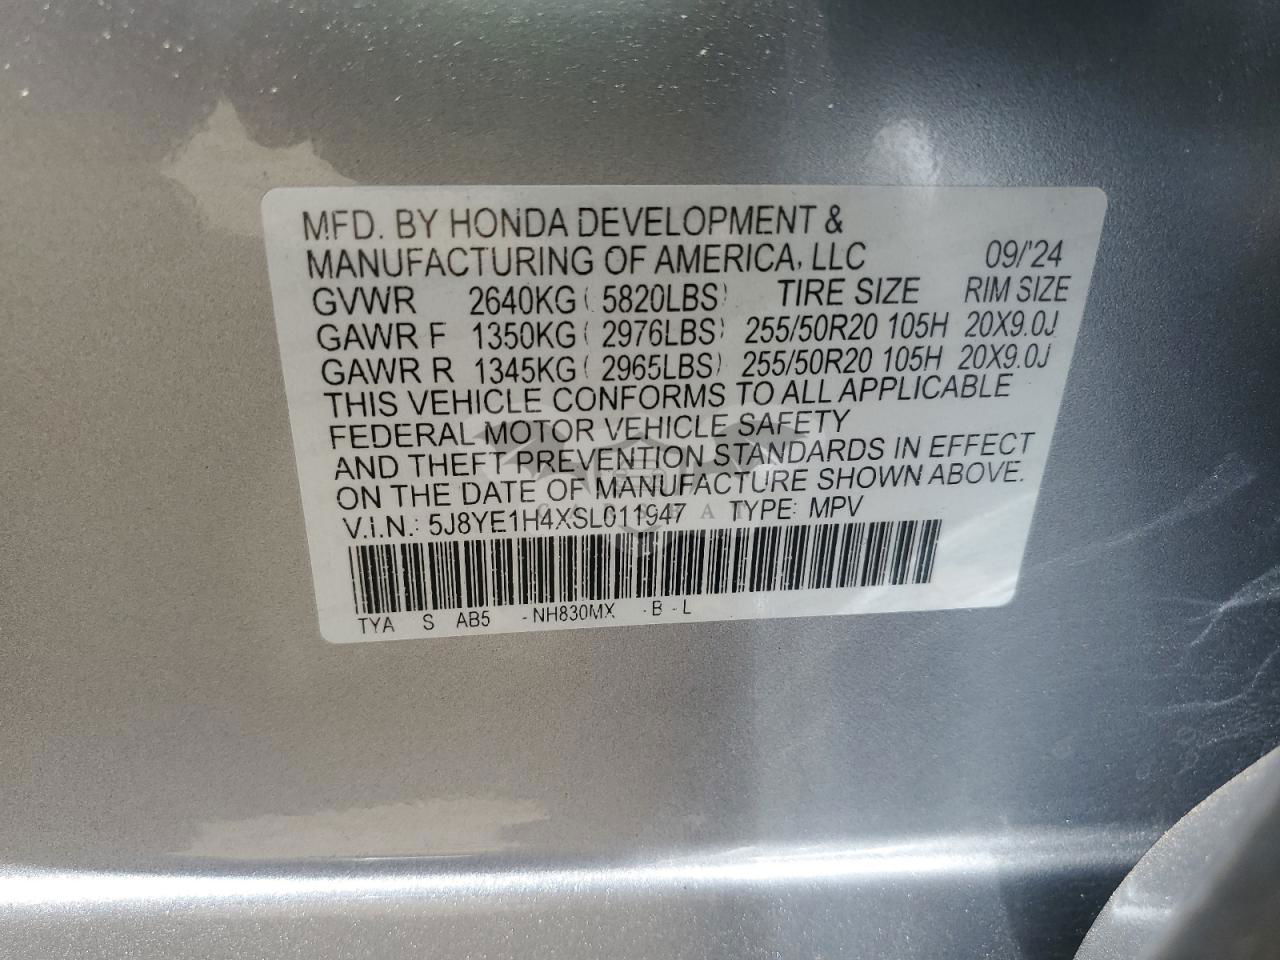 MFD. BY HONDA DEVELOPMENT &
MANUFACTURING OF AMERICA, LLC 09/'24
GVWR 2640KG ( 5820LBS) TIRE SIZE RIM SIZE
GAWR F 1350KG ( 2976LBS) 255/50R20 105H 20X9.0J
GAWR R 1345KG ( 2965LBS) 255/50R20 105H 20X9.0J
THIS VEHICLE CONFORMS TO ALL APPLICABLE
FEDERAL MOTOR VEHICLE SAFETY
AND THEFT PREVENTION STANDARDS IN EFFECT
ON THE DATE OF MANUFACTURE SHOWN ABOVE.
V.I.N.: 5J8YE1H4XSL011947 TYPE: MPV
TYA S AB5 -NH830MX -B-L